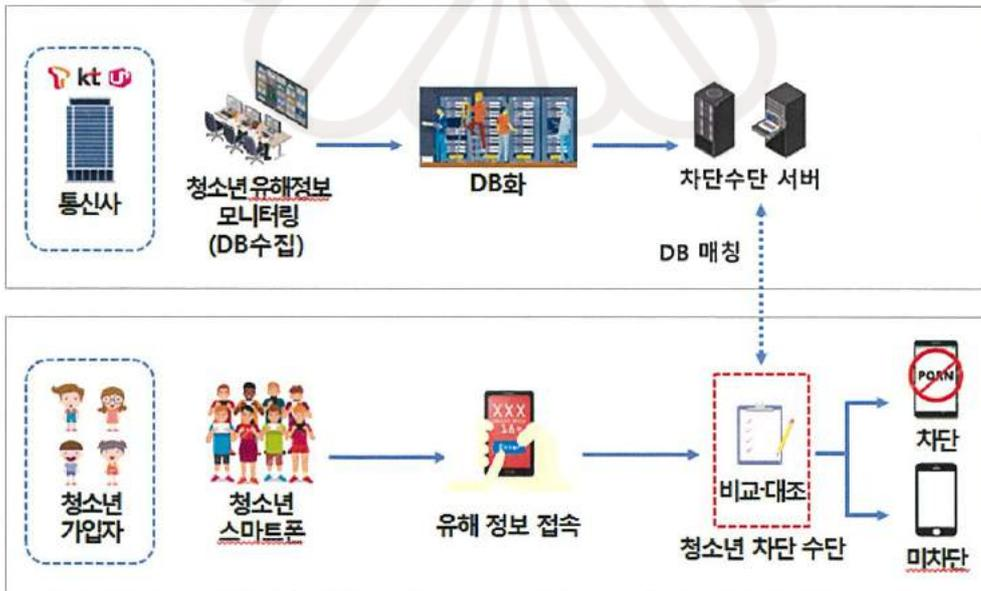 kt U+
통신사
청소년 유해정보
모니터링
(DB수집)
DB화
차단수단 서버
DB 매칭
청소년
가입자
청소년
스마트폰
XXX
유해 정보 접속
비교·대조
청소년 차단 수단
PORN
차단
미차단